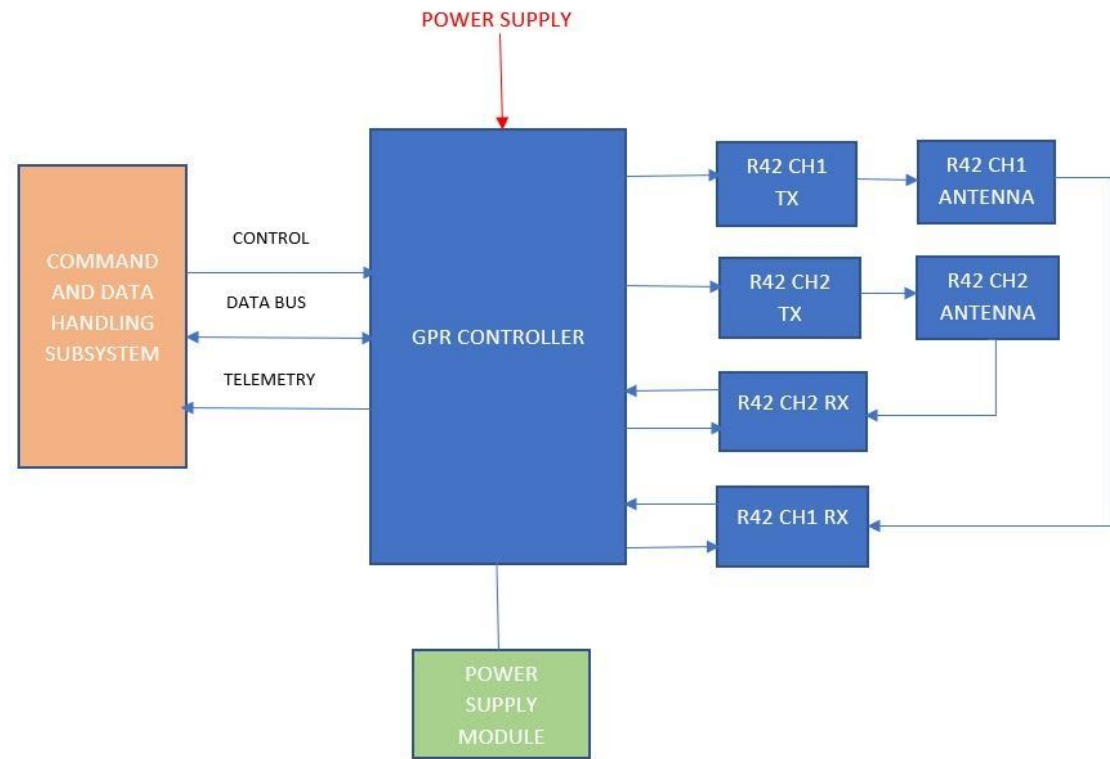 POWER SUPPLY
COMMAND
AND DATA
HANDLING
SUBSYSTEM
CONTROL
DATA BUS
TELEMETRY
GPR CONTROLLER
R42 CH1
TX
R42 CH1
ANTENNA
R42 CH2
TX
R42 CH2
ANTENNA
R42 CH2 RX
R42 CH1 RX
POWER
SUPPLY
MODULE